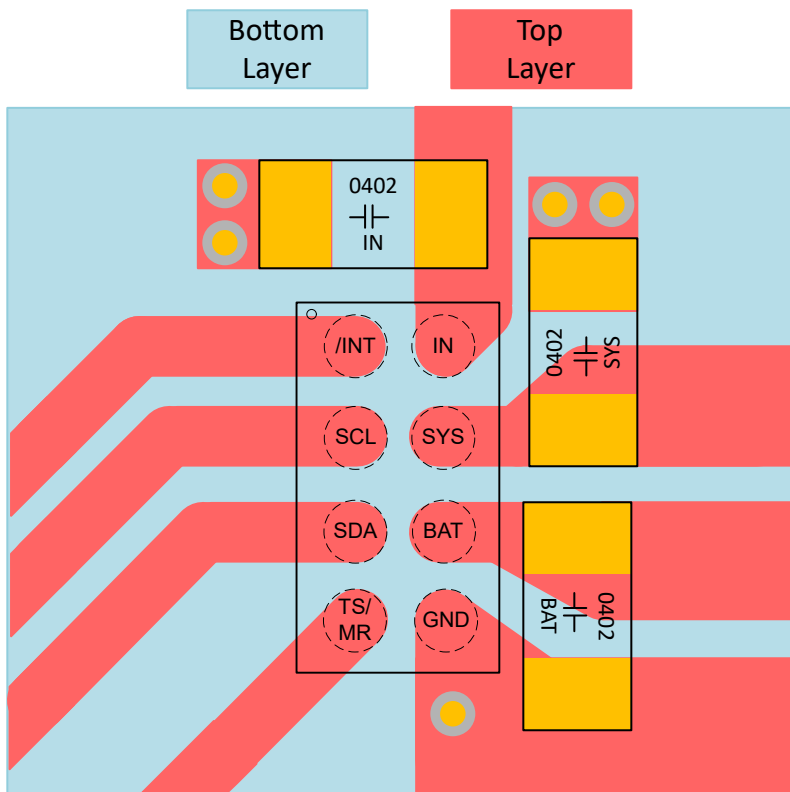 Bottom
Layer
Top
Layer
0402
IN
/INT
IN
0402
SYS
SCL
SYS
SDA
BAT
TS/
MR
GND
0402
BAT